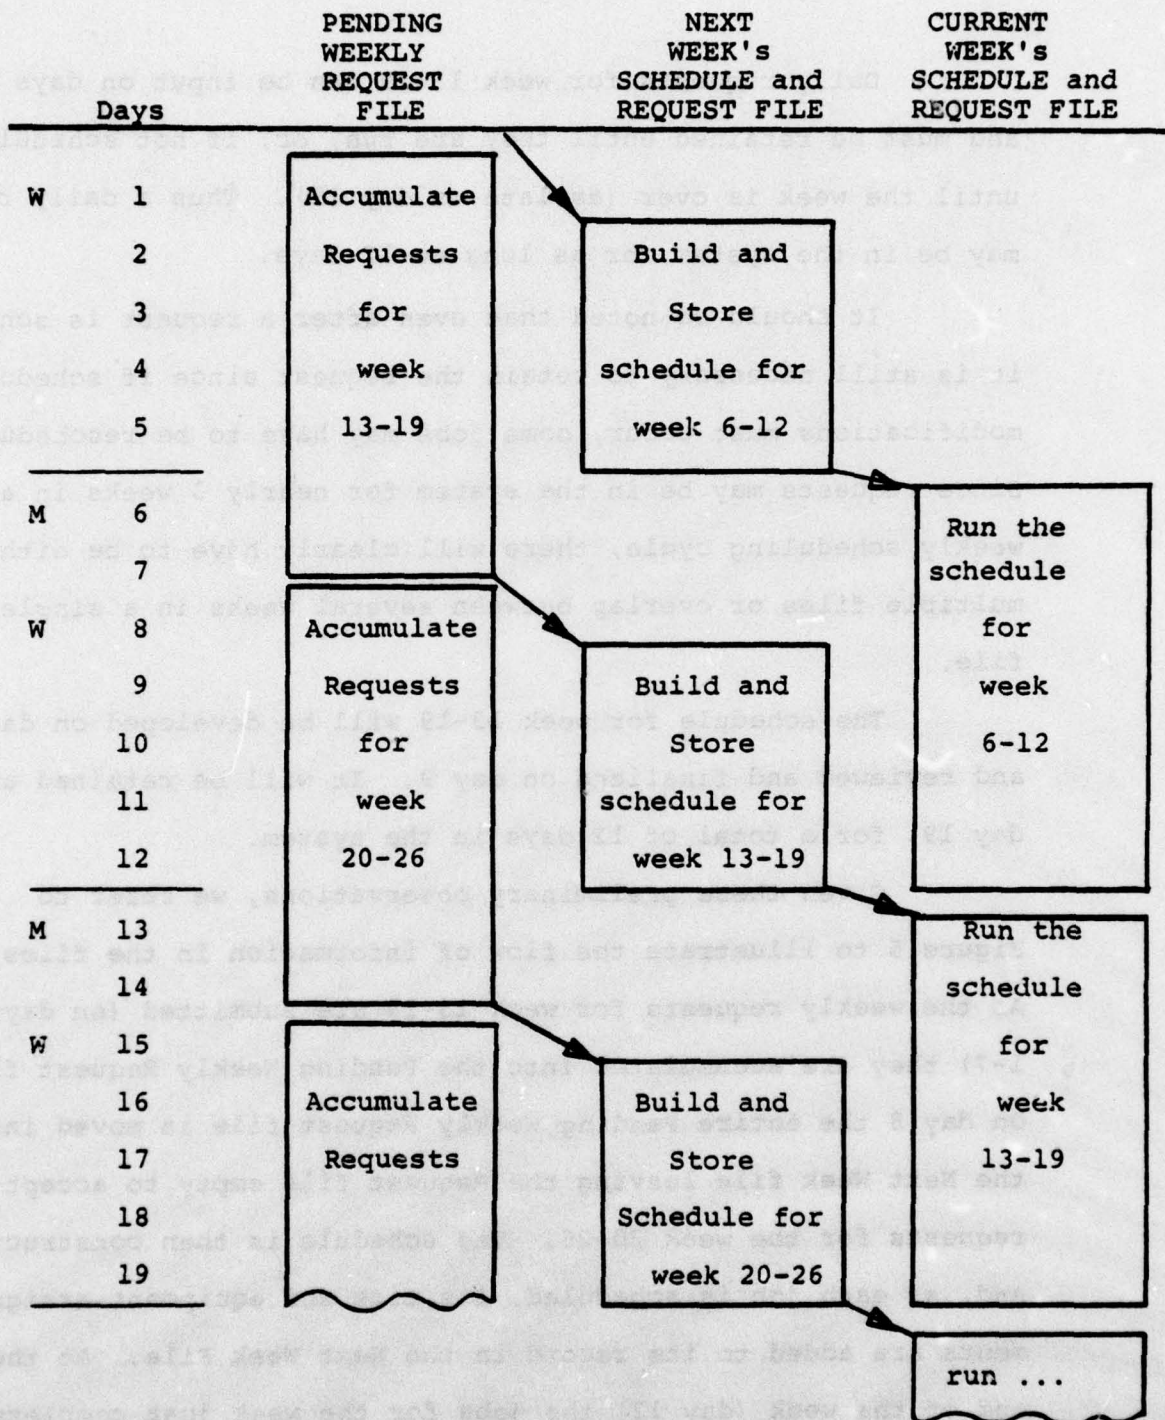 PENDING
WEEKLY
REQUEST
FILE
NEXT
WEEK's
SCHEDULE and
REQUEST FILE
CURRENT
WEEK's
SCHEDULE and
REQUEST FILE
Days
W 1
2
3
4
5
M 6
7
W 8
9
10
11
12
M 13
14
W 15
16
17
18
19
Accumulate
Requests
for
week
13-19
Accumulate
Requests
for
week
20-26
Accumulate
Requests
Build and
Store
schedule for
week 6-12
Build and
Store
schedule for
week 13-19
Build and
Store
Schedule for
week 20-26
Run the
schedule
for
week
6-12
Run the
schedule
for
week
13-19
run ...